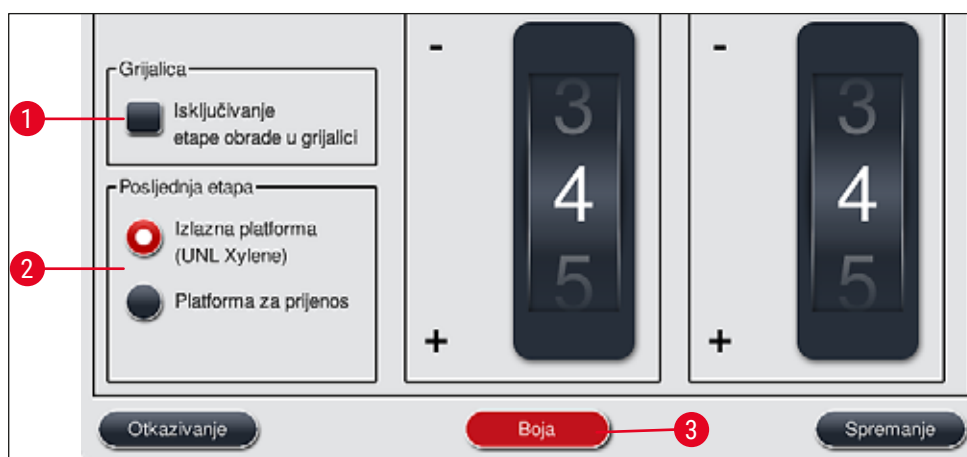 Grijalica
1
Isključivanje
etape obrade u grijalici
Posljednja etapa
2
Izlazna platforma
(UNL Xylene)
Platforma za prijenos
-
3
4
5
+
-
3
4
5
+
Otkazivanje
Boja
3
Spremanje